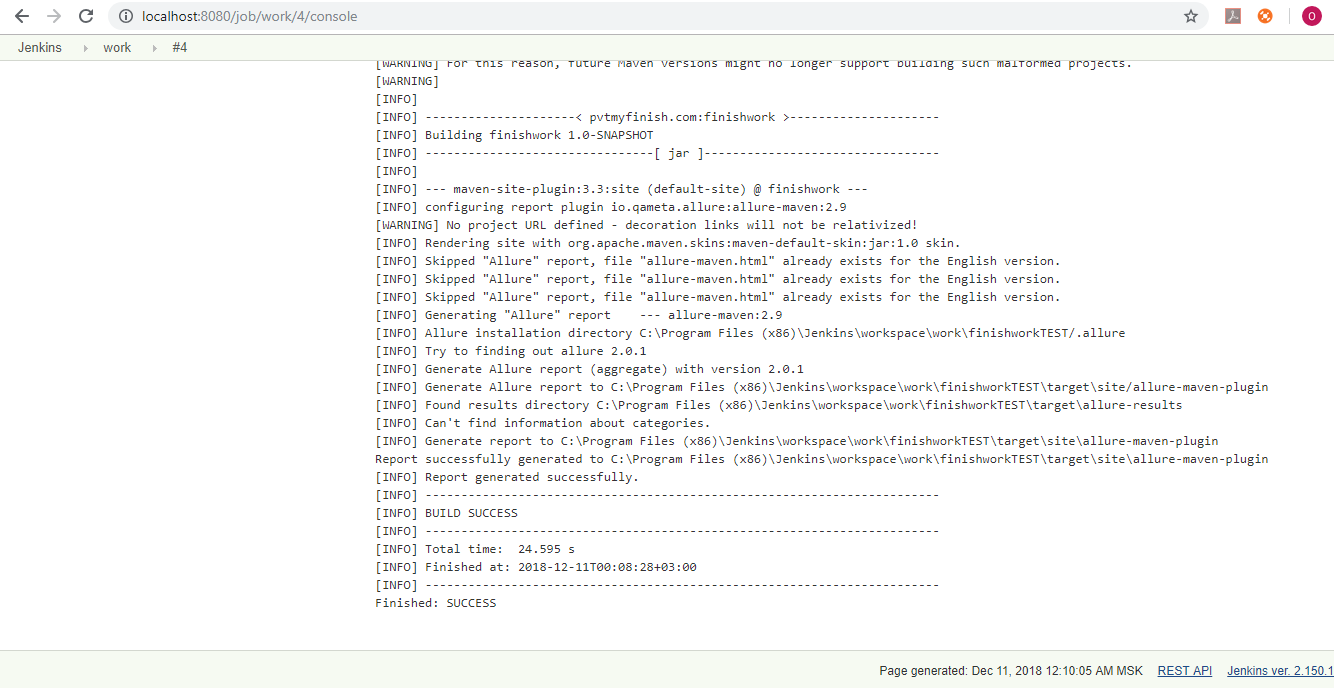 localhost:8080/job/work/4/console
O
Jenkins work #4
[WARNING] For this reason, future Maven versions might no longer support building such malformed projects.
[WARNING]
[INFO]
[INFO] ---------------------< pvtmyfinish.com:finishwork >---------------------
[INFO] Building finishwork 1.0-SNAPSHOT
[INFO] --------------------------------[ jar ]---------------------------------
[INFO]
[INFO] --- maven-site-plugin:3.3:site (default-site) @ finishwork ---
[INFO] configuring report plugin io.qameta.allure:allure-maven:2.9
[WARNING] No project URL defined - decoration links will not be relativized!
[INFO] Rendering site with org.apache.maven.skins:maven-default-skin:jar:1.0 skin.
[INFO] Skipped "Allure" report, file "allure-maven.html" already exists for the English version.
[INFO] Skipped "Allure" report, file "allure-maven.html" already exists for the English version.
[INFO] Skipped "Allure" report, file "allure-maven.html" already exists for the English version.
[INFO] Generating "Allure" report    --- allure-maven:2.9
[INFO] Allure installation directory C:\Program Files (x86)\Jenkins\workspace\work\finishworkTEST/.allure
[INFO] Try to finding out allure 2.0.1
[INFO] Generate Allure report (aggregate) with version 2.0.1
[INFO] Generate Allure report to C:\Program Files (x86)\Jenkins\workspace\work\finishworkTEST\target\site/allure-maven-plugin
[INFO] Found results directory C:\Program Files (x86)\Jenkins\workspace\work\finishworkTEST\target\allure-results
[INFO] Can't find information about categories.
[INFO] Generate report to C:\Program Files (x86)\Jenkins\workspace\work\finishworkTEST\target\site\allure-maven-plugin
Report successfully generated to C:\Program Files (x86)\Jenkins\workspace\work\finishworkTEST\target\site\allure-maven-plugin
[INFO] Report generated successfully.
[INFO] ------------------------------------------------------------------------
[INFO] BUILD SUCCESS
[INFO] ------------------------------------------------------------------------
[INFO] Total time:  24.595 s
[INFO] Finished at: 2018-12-11T00:08:28+03:00
[INFO] ------------------------------------------------------------------------
Finished: SUCCESS
Page generated: Dec 11, 2018 12:10:05 AM MSK REST API Jenkins ver. 2.150.1